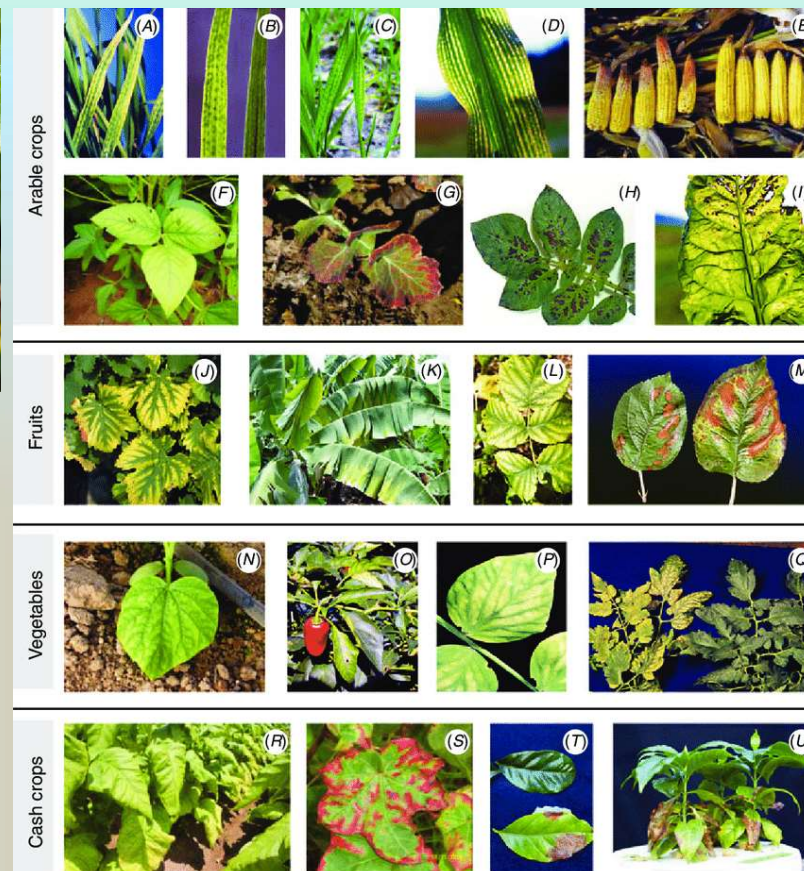 Arable crops
(A)
(B)
(C)
(D)
(E
(F)
(G)
(H)
(I
Fruits
(J)
(K)
(L)
(M
Vegetables
(N)
(O)
(P)
(Q
Cash crops
(R)
(S)
(T)
(U